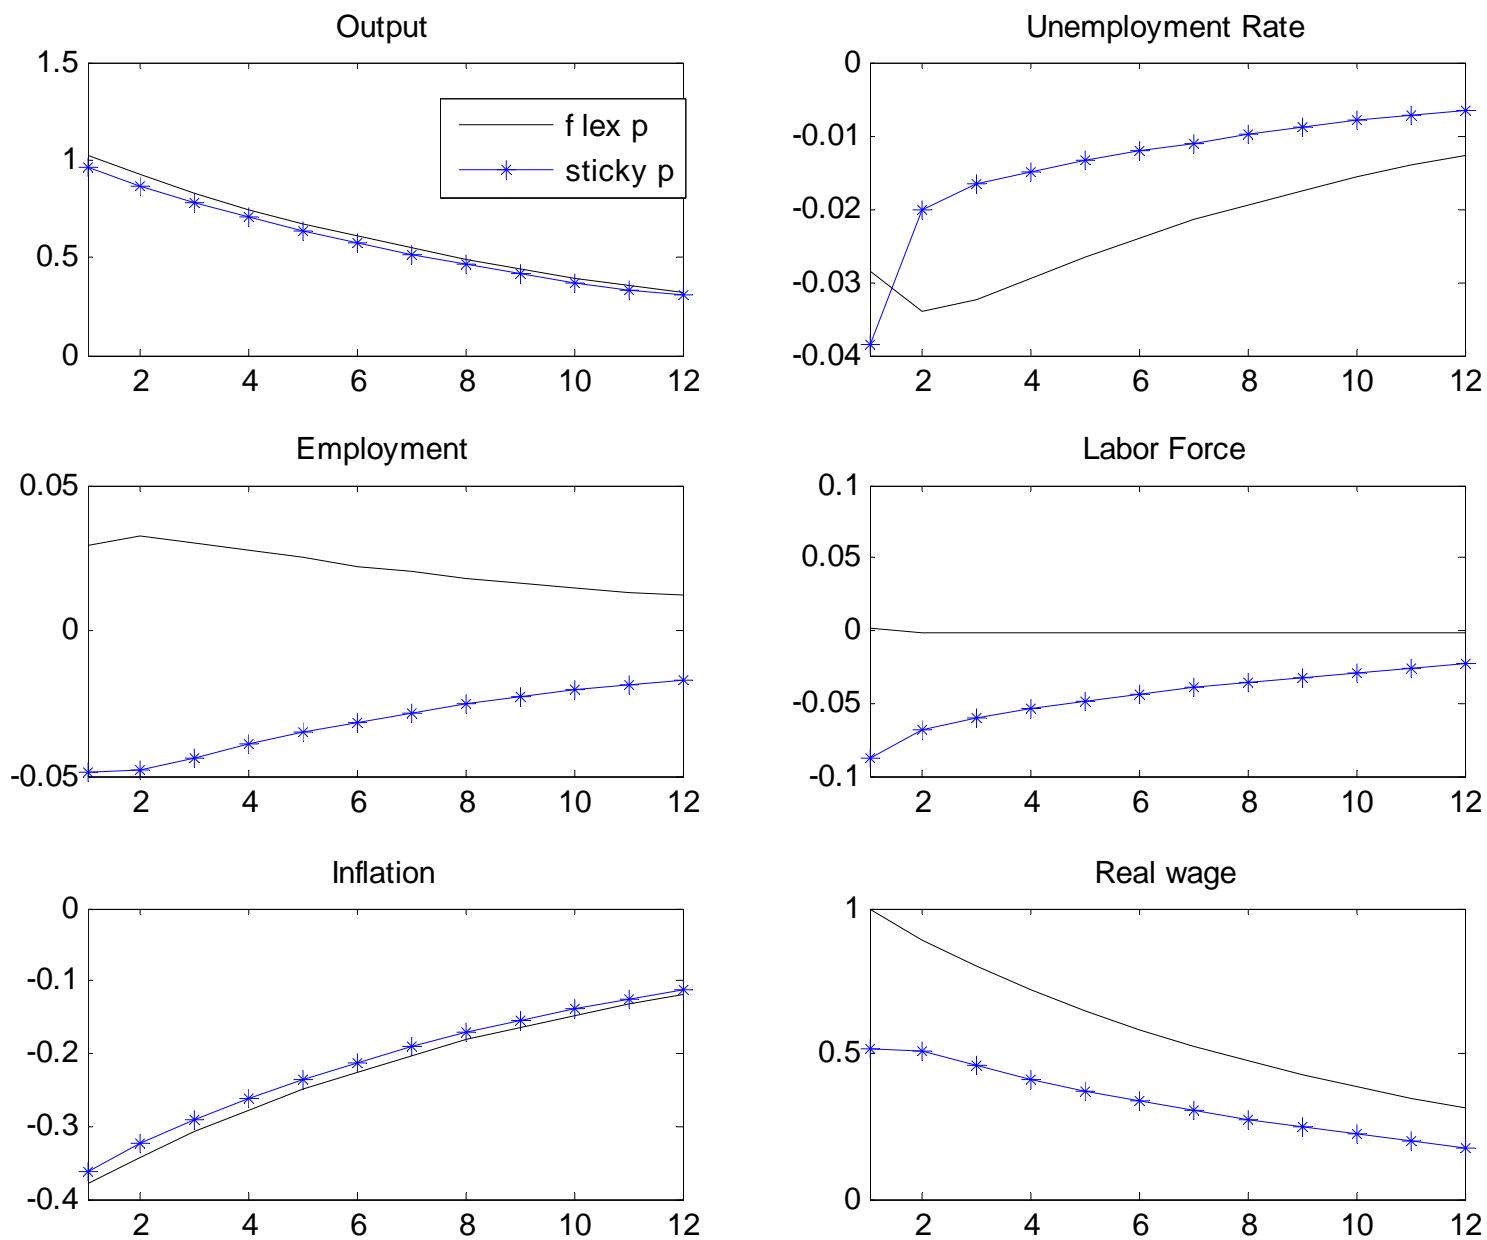 Output
1.5
1
0.5
0
2 4 6 8 10 12
f lex p
sticky p
Unemployment Rate
0
-0.01
-0.02
-0.03
-0.04
2 4 6 8 10 12
Employment
0.05
0
-0.05
2 4 6 8 10 12
Labor Force
0.1
0.05
0
-0.05
-0.1
2 4 6 8 10 12
Inflation
0
-0.1
-0.2
-0.3
-0.4
2 4 6 8 10 12
Real wage
1
0.5
0
2 4 6 8 10 12